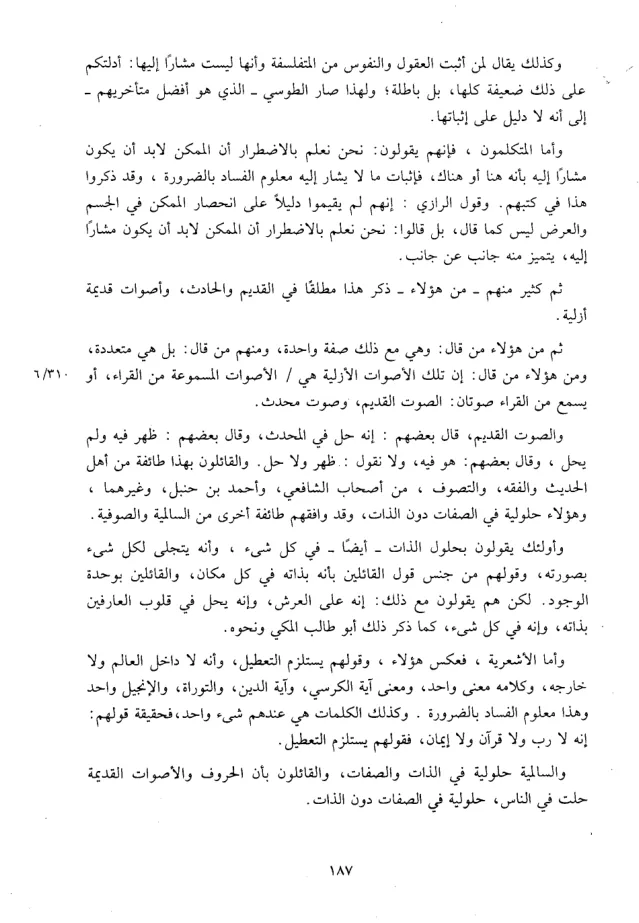 وكذلك يقال لمن أثبت العقول والنفوس من المتفلسفة وأنها ليست مشارًا إليها: أدلتكم
على ذلك ضعيفة كلها، بل باطلة؛ ولهذا صار الطوسي ـ الذي هو أفضل متأخريهم ـ
إلى أنه لا دليل على إثباتها.
وأما المتكلمون ، فإنهم يقولون: نحن نعلم بالاضطرار أن الممكن لابد أن يكون
مشارًا إليه بأنه هنا أو هناك، فإثبات ما لا يشار إليه معلوم الفساد بالضرورة ، وقد ذكروا
هذا في كتبهم. وقول الرازي : إنهم لم يقيموا دليلاً على انحصار الممكن في الجسم
والعرض ليس كما قال، بل قالوا: نحن نعلم بالاضطرار أن الممكن لابد أن يكون مشارًا
إليه، يتميز منه جانب عن جانب.
ثم كثير منهم ـ من هؤلاء ـ ذكر هذا مطلقًا في القديم والحادث، وأصوات قديمة
أزلية.
ثم من هؤلاء من قال: وهي مع ذلك صفة واحدة، ومنهم من قال: بل هي متعددة،
ومن هؤلاء من قال: إن تلك الأصوات الأزلية هي / الأصوات المسموعة من القراء، أو ٦/٣١٠
يسمع من القراء صوتان: الصوت القديم، وصوت محدث.
والصوت القديم، قال بعضهم : إنه حل في المحدث، وقال بعضهم : ظهر فيه ولم
يحل ، وقال بعضهم: هو فيه، ولا نقول : ظهر ولا حل. والقائلون بهذا طائفة من أهل
الحديث والفقه، والتصوف ، من أصحاب الشافعي، وأحمد بن حنبل، وغيرهما ،
وهؤلاء حلولية في الصفات دون الذات، وقد وافقهم طائفة أخرى من السالمية والصوفية.
وأولئك يقولون بحلول الذات ـ أيضًا ـ في كل شىء ، وأنه يتجلى لكل شىء
بصورته، وقولهم من جنس قول القائلين بأنه بذاته في كل مكان، والقائلين بوحدة
الوجود. لكن هم يقولون مع ذلك: إنه على العرش، وإنه يحل في قلوب العارفين
بذاته، وإنه في كل شىء، كما ذكر ذلك أبو طالب المكي ونحوه.
وأما الأشعرية ، فعكس هؤلاء ، وقولهم يستلزم التعطيل، وأنه لا داخل العالم ولا
خارجه، وكلامه معنى واحد، ومعنى آية الكرسي، وآية الدين، والتوراة، والإنجيل واحد
وهذا معلوم الفساد بالضرورة . وكذلك الكلمات هي عندهم شىء واحد،فحقيقة قولهم:
إنه لا رب ولا قرآن ولا إيمان، فقولهم يستلزم التعطيل.
والسالمية حلولية في الذات والصفات، والقائلون بأن الحروف والأصوات القديمة
حلت في الناس، حلولية في الصفات دون الذات.
١٨٧